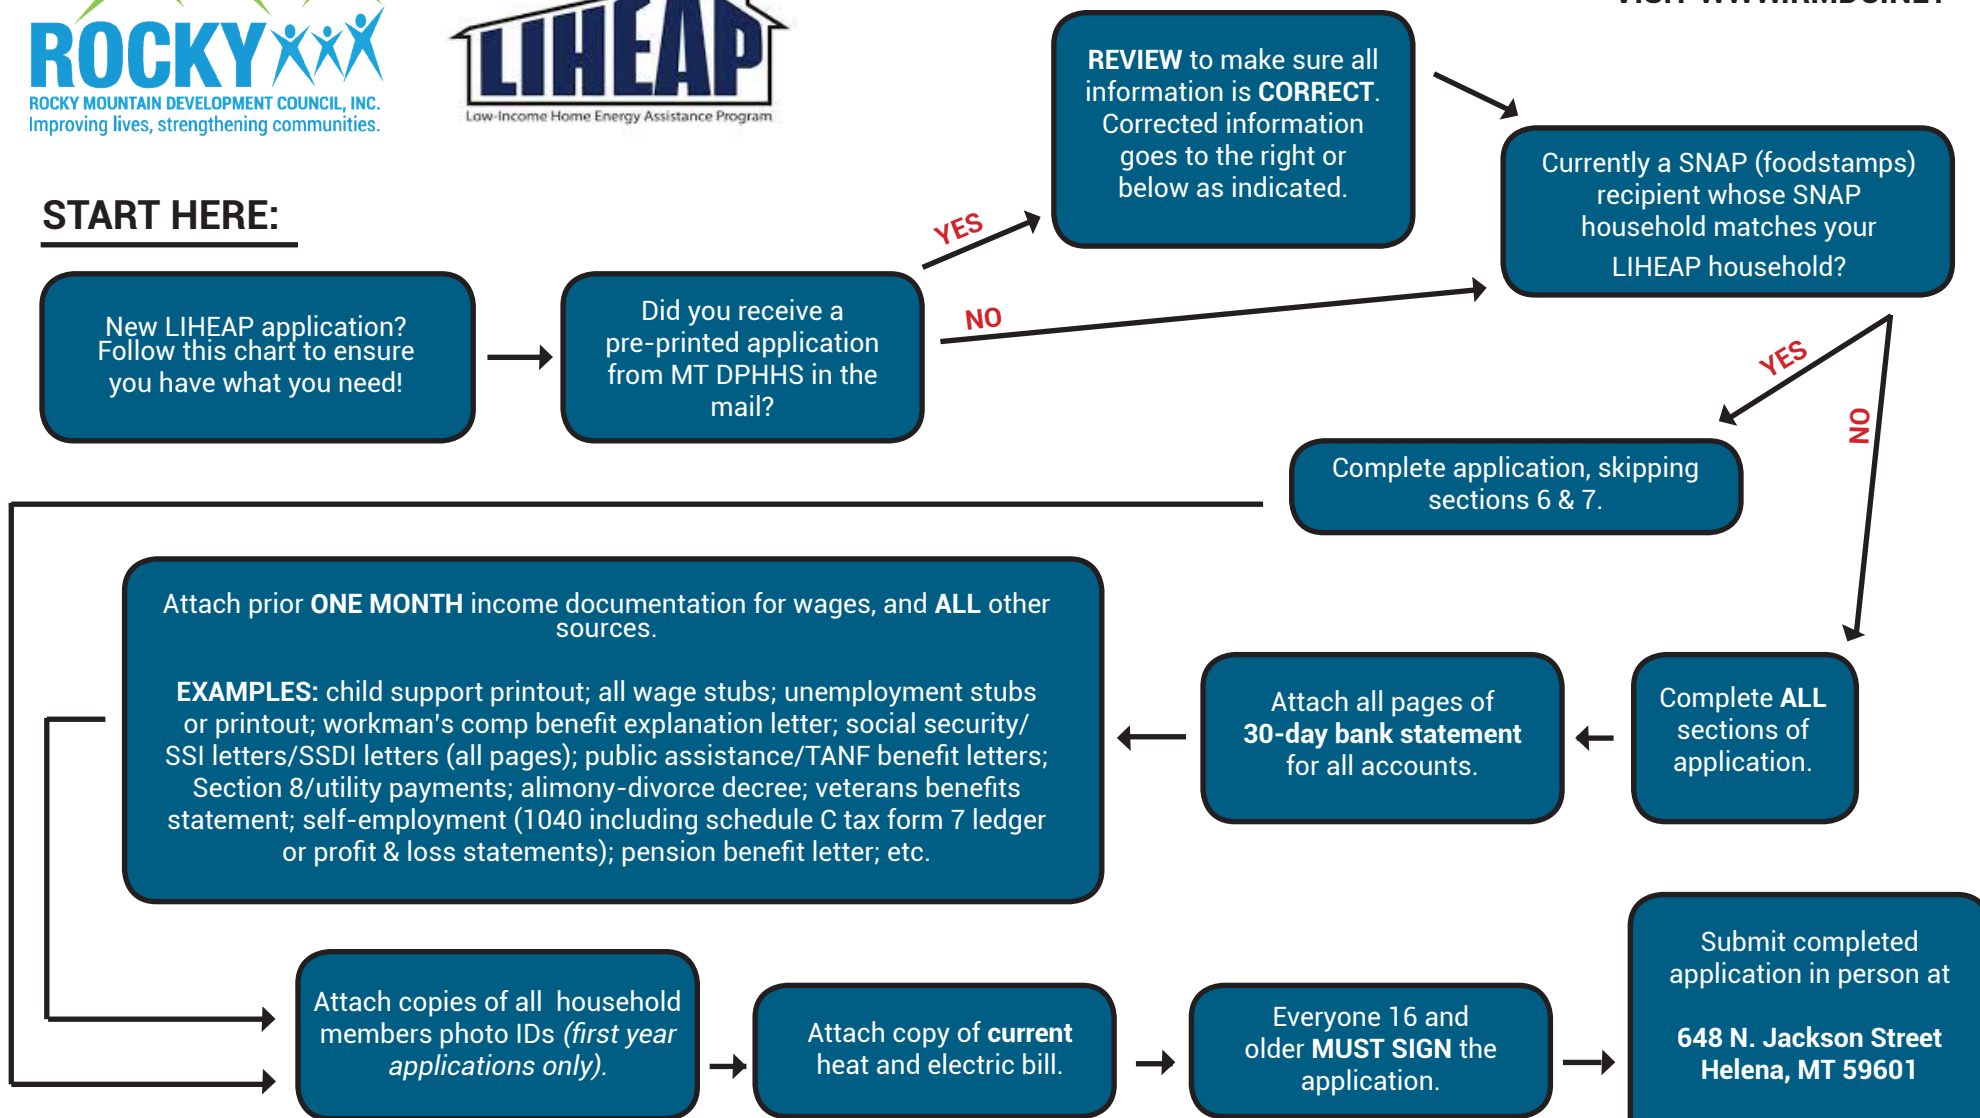 VISIT WWW.RMDC.NET
ROCKY
ROCKY MOUNTAIN DEVELOPMENT COUNCIL, INC.
Improving lives, strengthening communities.
LIHEAP
Low-Income Home Energy Assistance Program
START HERE:
New LIHEAP application?
Follow this chart to ensure
you have what you need!
Did you receive a
pre-printed application
from MT DPHHS in the
mail?
YES
NO
REVIEW to make sure all
information is CORRECT.
Corrected information
goes to the right or
below as indicated.
Currently a SNAP (foodstamps)
recipient whose SNAP
household matches your
LIHEAP household?
YES
NO
Complete application, skipping
sections 6 & 7.
Complete ALL
sections of
application.
Attach all pages of
30-day bank statement
for all accounts.
Attach prior ONE MONTH income documentation for wages, and ALL other
sources.
EXAMPLES: child support printout; all wage stubs; unemployment stubs
or printout; workman's comp benefit explanation letter; social security/
SSI letters/SSDI letters (all pages); public assistance/TANF benefit letters;
Section 8/utility payments; alimony-divorce decree; veterans benefits
statement; self-employment (1040 including schedule C tax form 7 ledger
or profit & loss statements); pension benefit letter; etc.
Attach copies of all household
members photo IDs (first year
applications only).
Attach copy of current
heat and electric bill.
Everyone 16 and
older MUST SIGN the
application.
Submit completed
application in person at
648 N. Jackson Street
Helena, MT 59601